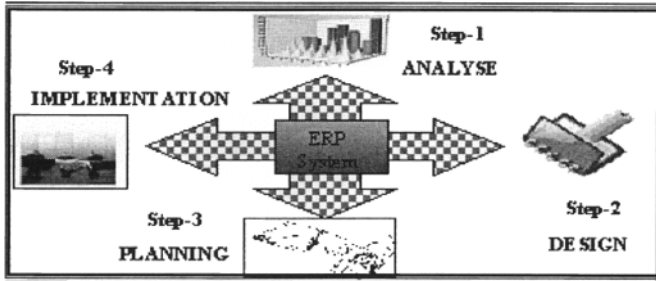 Step-1
ANALYSE
Step-4
IMPLEMENTATION
ERP
System
Step-2
DESIGN
Step-3
PLANNING